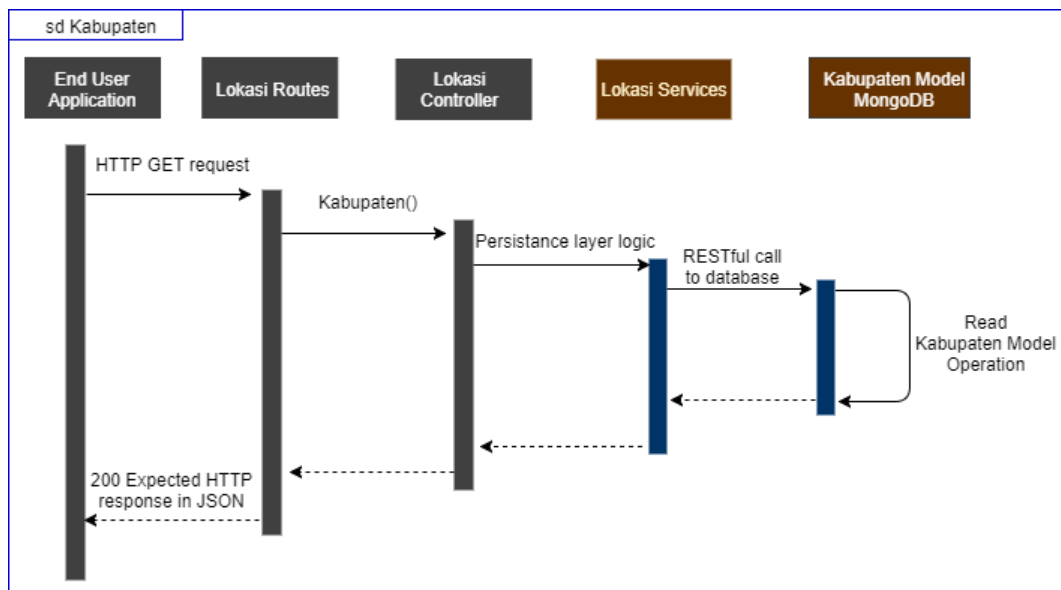 sd Kabupaten
End User
Application
Lokasi Routes
Lokasi
Controller
Lokasi Services
Kabupaten Model
MongoDB
HTTP GET request
Kabupaten()
Persistance layer logic
RESTful call
to database
Read
Kabupaten Model
Operation
200 Expected HTTP
response in JSON